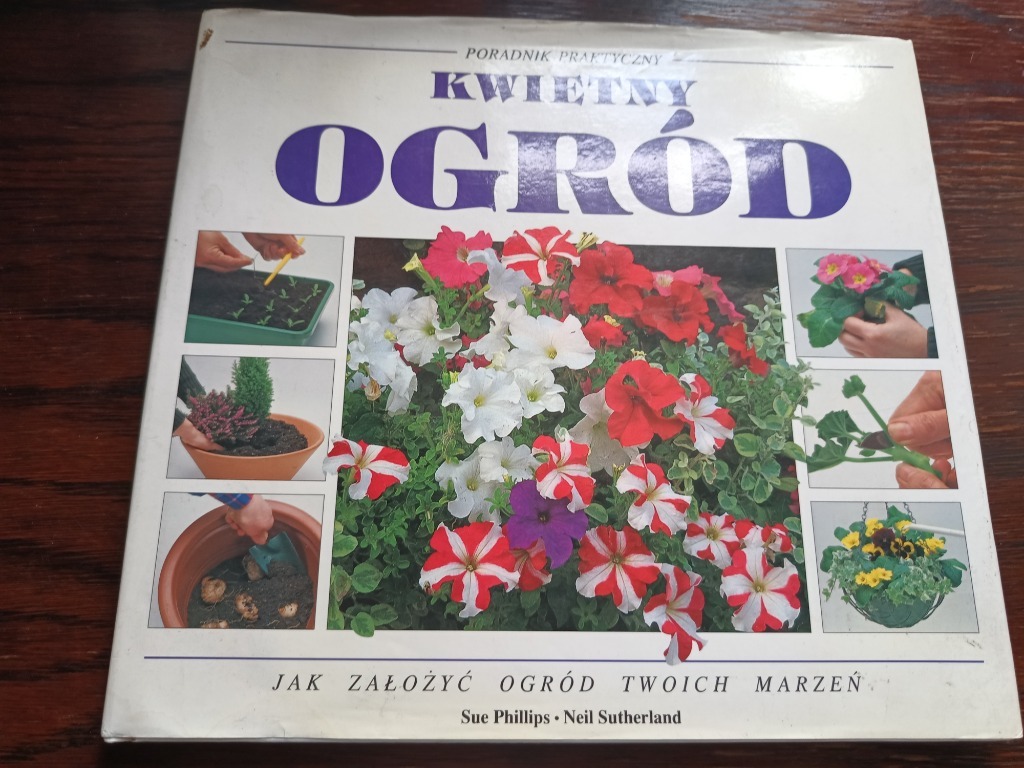 PORADNIK PRAKTYCZNY
KWIETNY
OGRÓD
JAK ZAŁOŻYĆ OGRÓD TWOICH MARZEŃ
Sue Phillips • Neil Sutherland